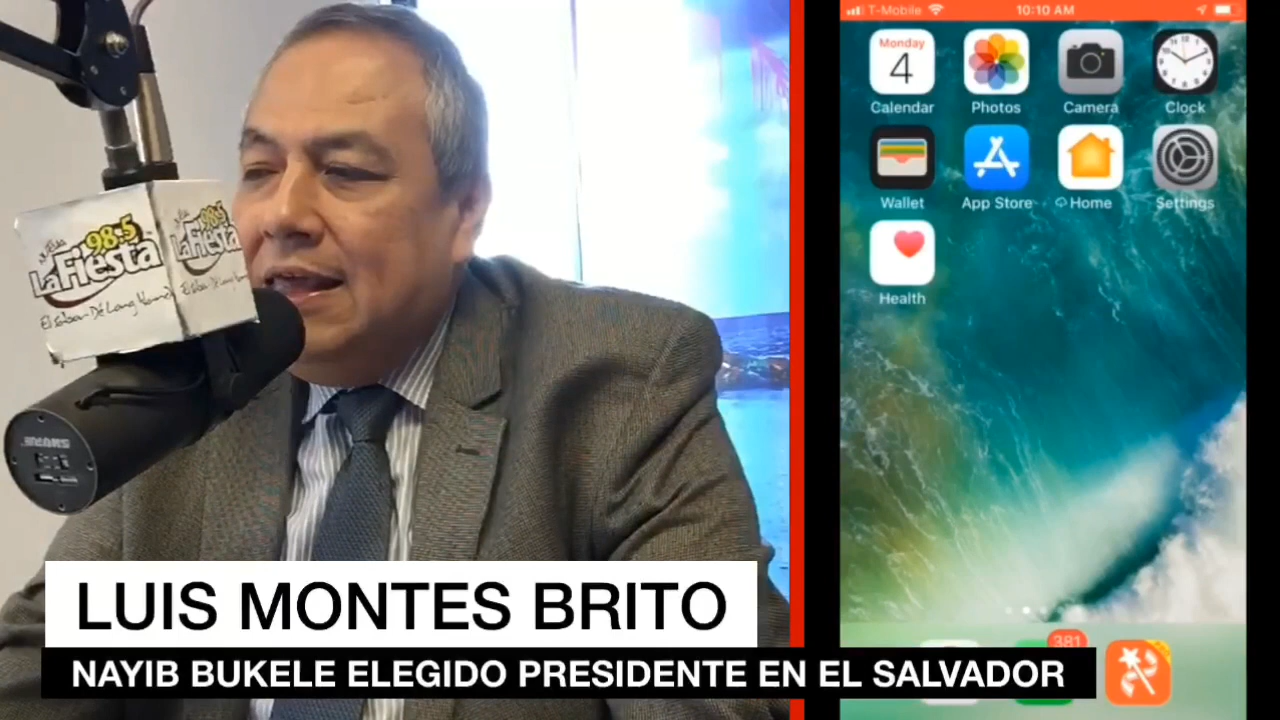 98.5
La Fiesta
98.5
La Fiesta
LUIS MONTES BRITO
NAYIB BUKELE ELEGIDO PRESIDENTE EN EL SALVADOR
T-Mobile
10:10 AM
Monday
4
Calendar
Photos
Camera
Clock
Wallet
App Store
Home
Settings
Health
381